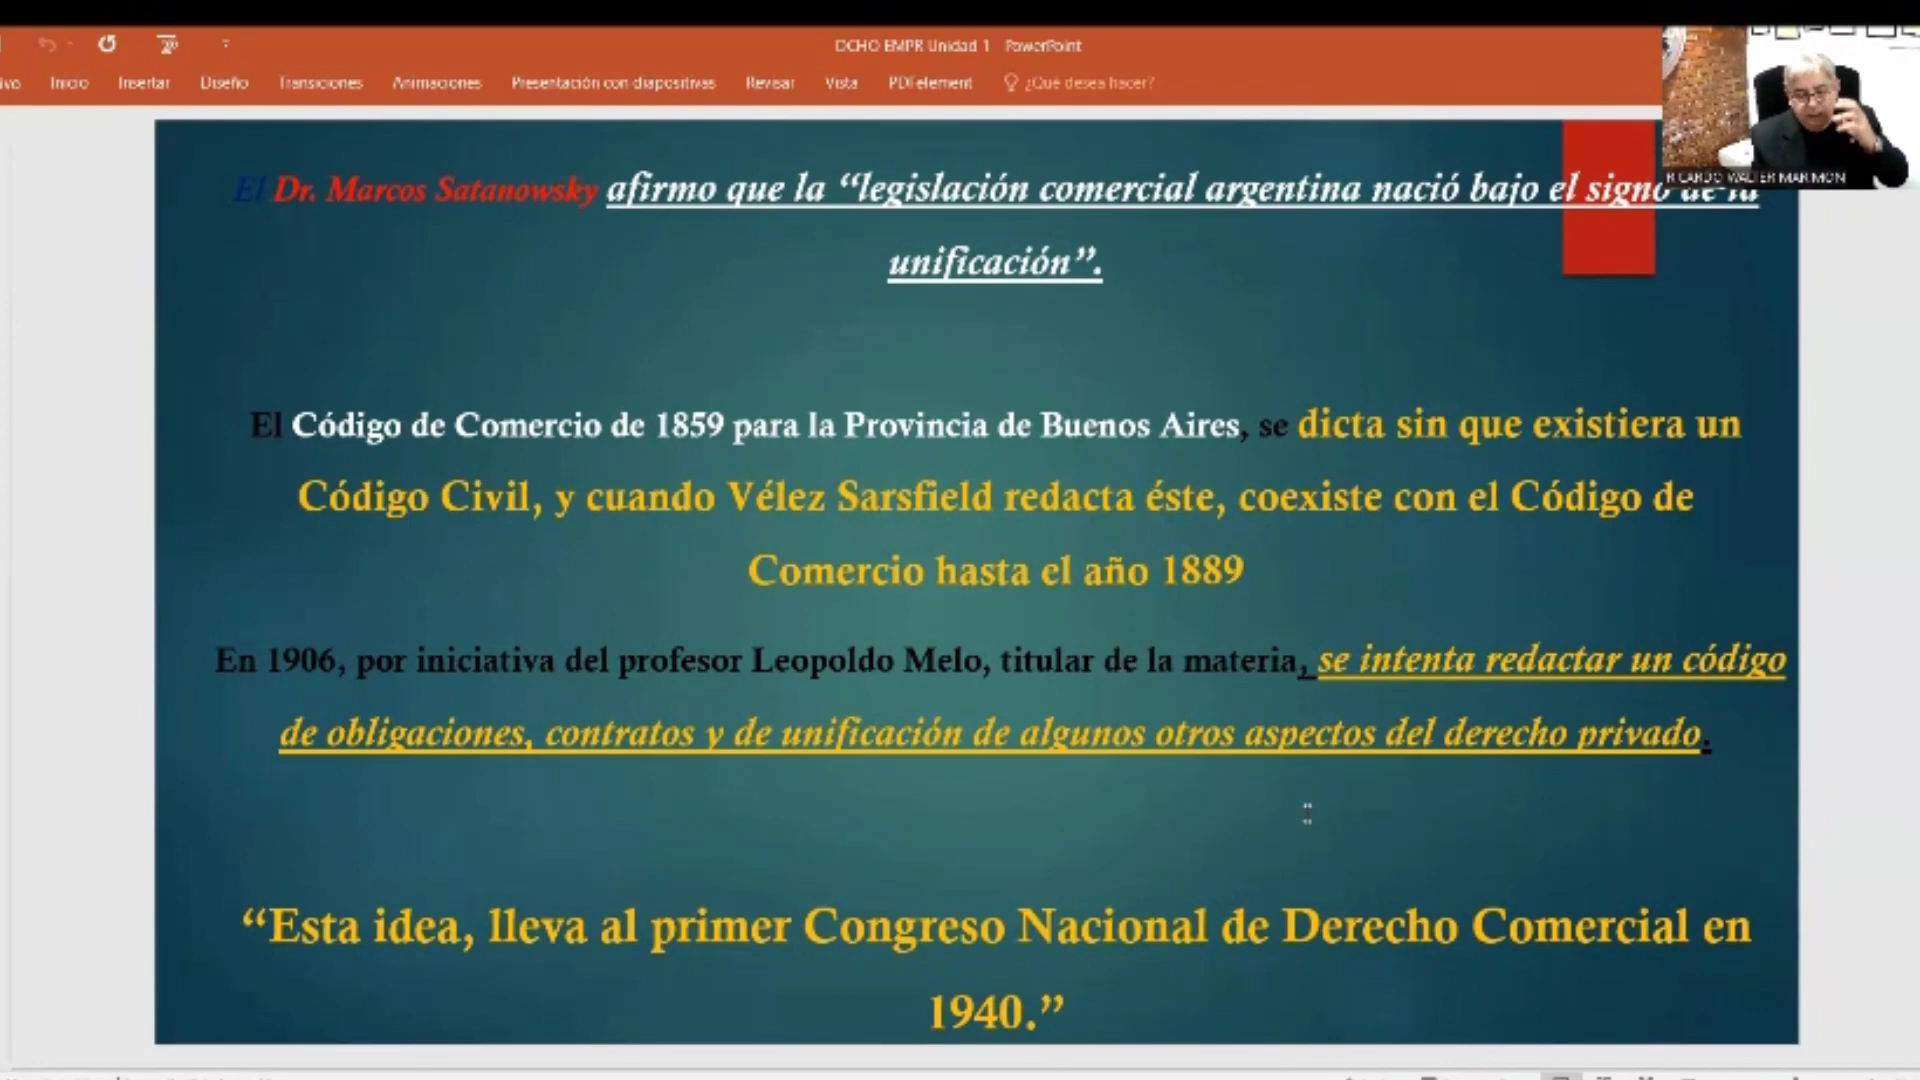 DCHO EMPR Unidad 1 PowerPoint
Inicio Insertar Diseño Transiciones Animaciones Presentación con diapositivas Revisar Vista PDFelement ¿Qué desea hacer?
RICARDO WALTER MARIMON
El Dr. Marcos Satanowsky afirmo que la “legislación comercial argentina nació bajo el signo de la
unificación”.
El Código de Comercio de 1859 para la Provincia de Buenos Aires, se dicta sin que existiera un
Código Civil, y cuando Vélez Sarsfield redacta éste, coexiste con el Código de
Comercio hasta el año 1889
En 1906, por iniciativa del profesor Leopoldo Melo, titular de la materia, se intenta redactar un código
de obligaciones, contratos y de unificación de algunos otros aspectos del derecho privado.
“Esta idea, lleva al primer Congreso Nacional de Derecho Comercial en
1940.”